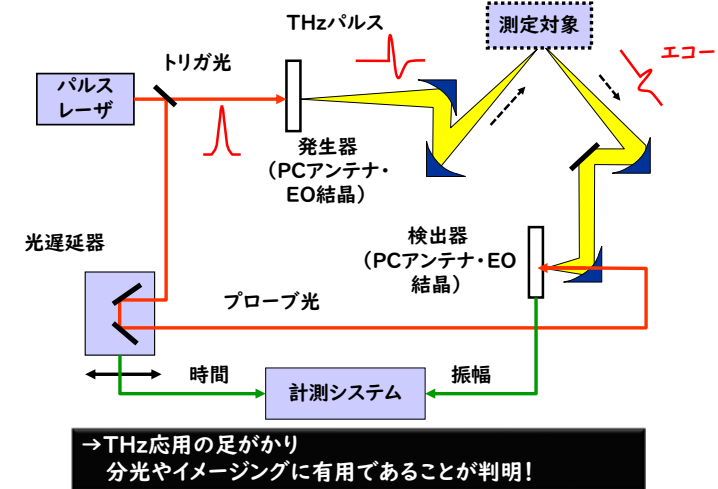 THzパルス
測定対象
エコー
トリガ光
パルス
レーザ
発生器
(PCアンテナ・
EO結晶)
光遅延器
検出器
(PCアンテナ・EO
結晶)
プローブ光
時間
計測システム
振幅
→THz応用の足がかり
分光やイメージングに有用であることが判明!